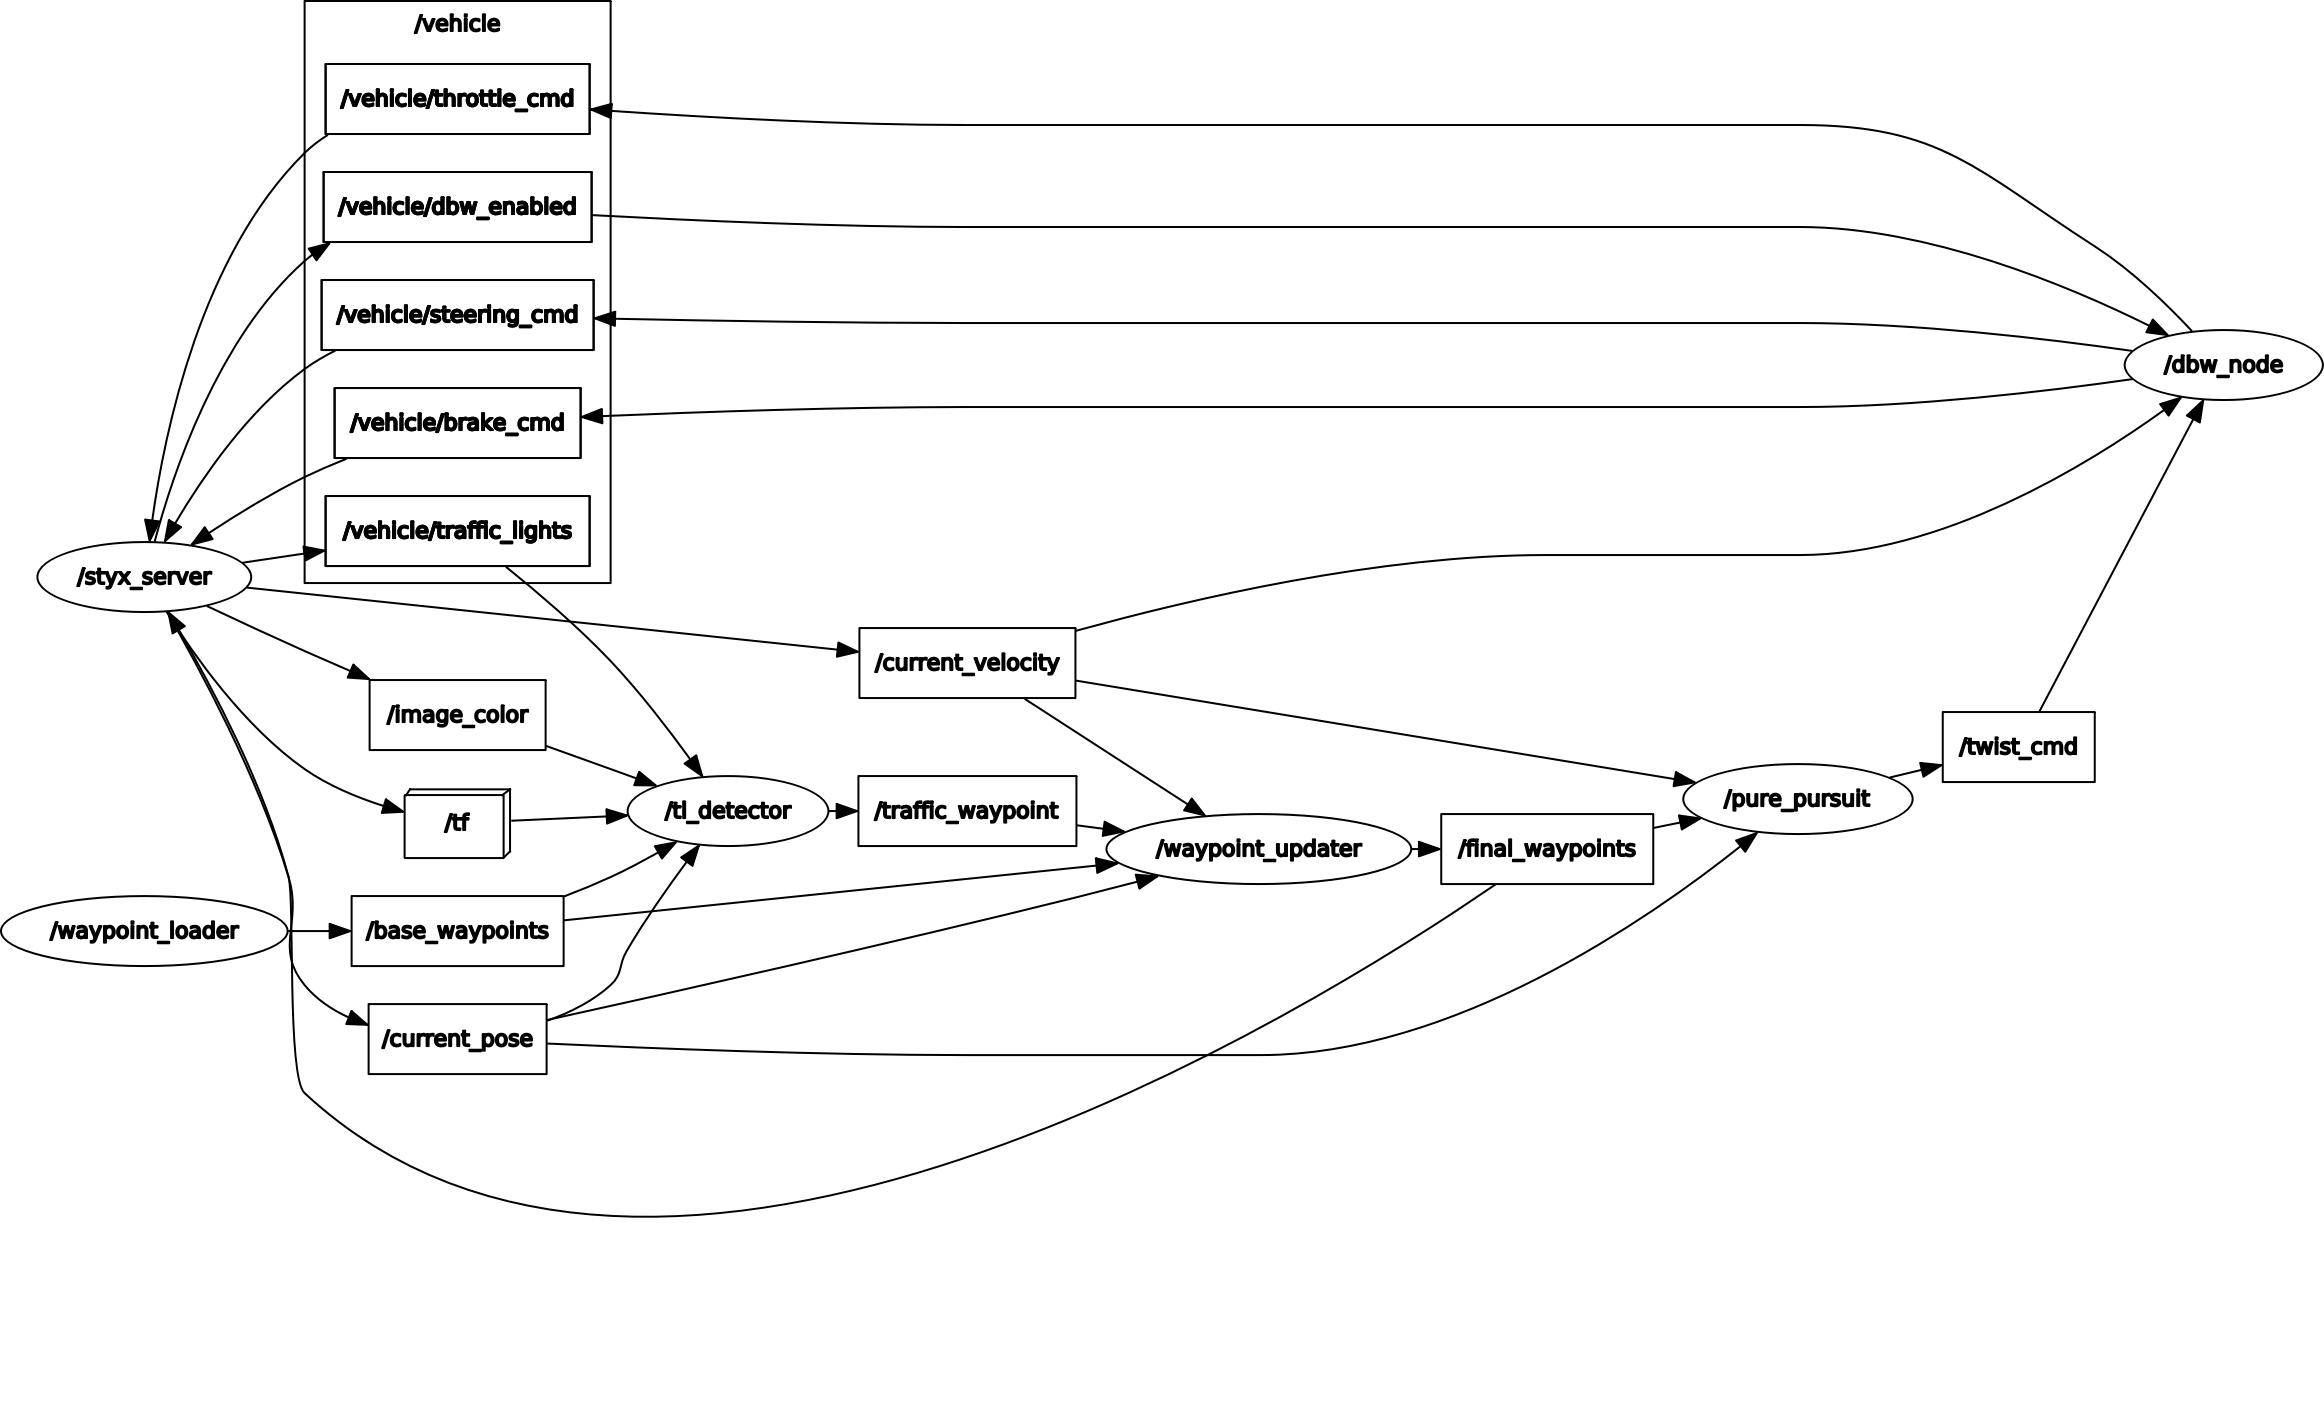 /vehicle
/vehicle/throttle_cmd
/vehicle/dbw_enabled
/vehicle/steering_cmd
/vehicle/brake_cmd
/vehicle/traffic_lights
/dbw_node
/styx_server
/current_velocity
/image_color
/twist_cmd
/tf
/tl_detector
/traffic_waypoint
/waypoint_updater
/final_waypoints
/pure_pursuit
/waypoint_loader
/base_waypoints
/current_pose